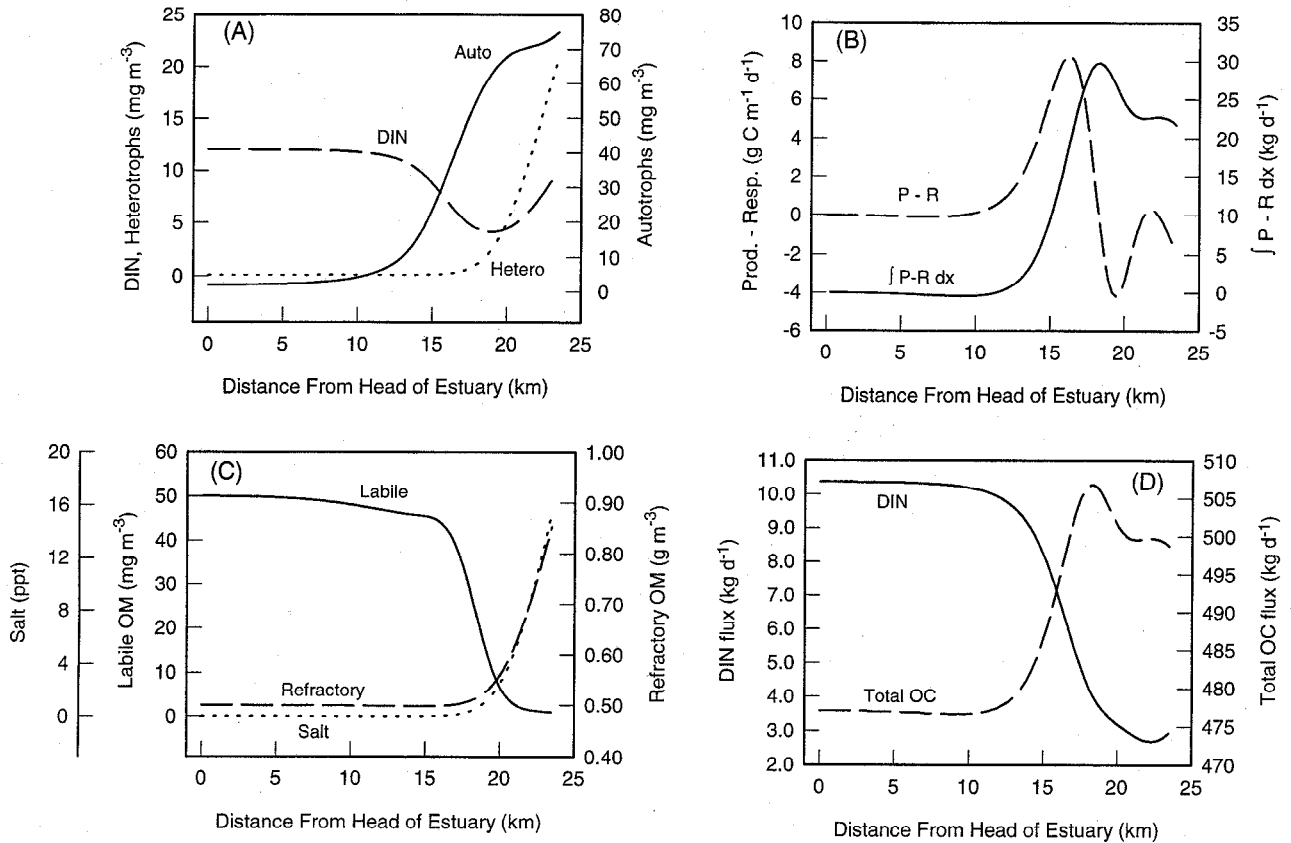 (A)
25
20
15
10
5
0
DIN, Heterotrophs (mg m⁻³)
80
70
60
50
40
30
20
10
0
Autotrophs (mg m⁻³)
Auto
DIN
Hetero
0 5 10 15 20 25
Distance From Head of Estuary (km)
(B)
10
8
6
4
2
0
-2
-4
-6
Prod. - Resp. (g C m⁻¹ d⁻¹)
35
30
25
20
15
10
5
0
-5
∫ P - R dx (kg d⁻¹)
P - R
∫ P-R dx
0 5 10 15 20 25
Distance From Head of Estuary (km)
(C)
20
16
12
8
4
0
Salt (ppt)
60
50
40
30
20
10
0
Labile OM (mg m⁻³)
1.00
0.90
0.80
0.70
0.60
0.50
0.40
Refractory OM (g m⁻³)
Labile
Refractory
Salt
0 5 10 15 20 25
Distance From Head of Estuary (km)
(D)
11.0
10.0
9.0
8.0
7.0
6.0
5.0
4.0
3.0
2.0
DIN flux (kg d⁻¹)
510
505
500
495
490
485
480
475
470
Total OC flux (kg d⁻¹)
DIN
Total OC
0 5 10 15 20 25
Distance From Head of Estuary (km)